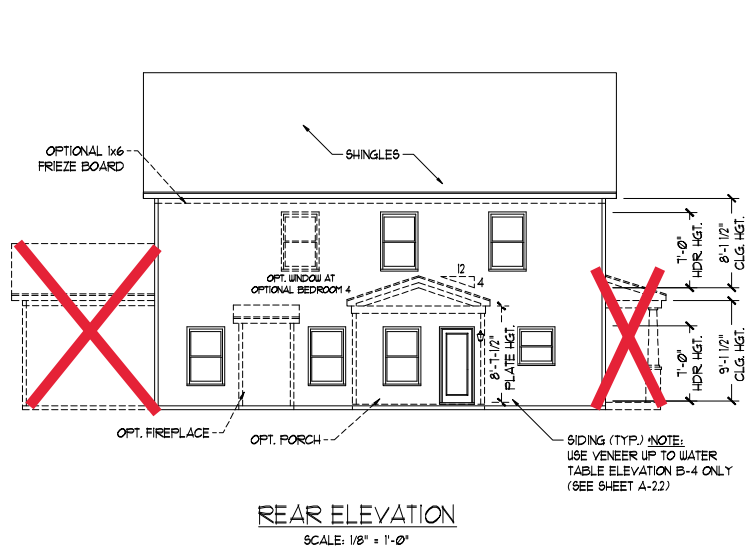 OPTIONAL 1x6
FRIEZE BOARD
SHINGLES
OPT. WINDOW AT
OPTIONAL BEDROOM 4
12
4
7'-0"
HDR HGT.
8'-1 1/2"
CLG. HGT.
8'-7-1/2"
PLATE HGT.
7'-0"
HDR HGT.
9'-1 1/2"
CLG. HGT.
OPT. FIREPLACE
OPT. PORCH
SIDING (TYP.) *NOTE:
USE VENEER UP TO WATER
TABLE ELEVATION B-4 ONLY
(SEE SHEET A-2.2)
REAR ELEVATION
SCALE: 1/8" = 1'-0"